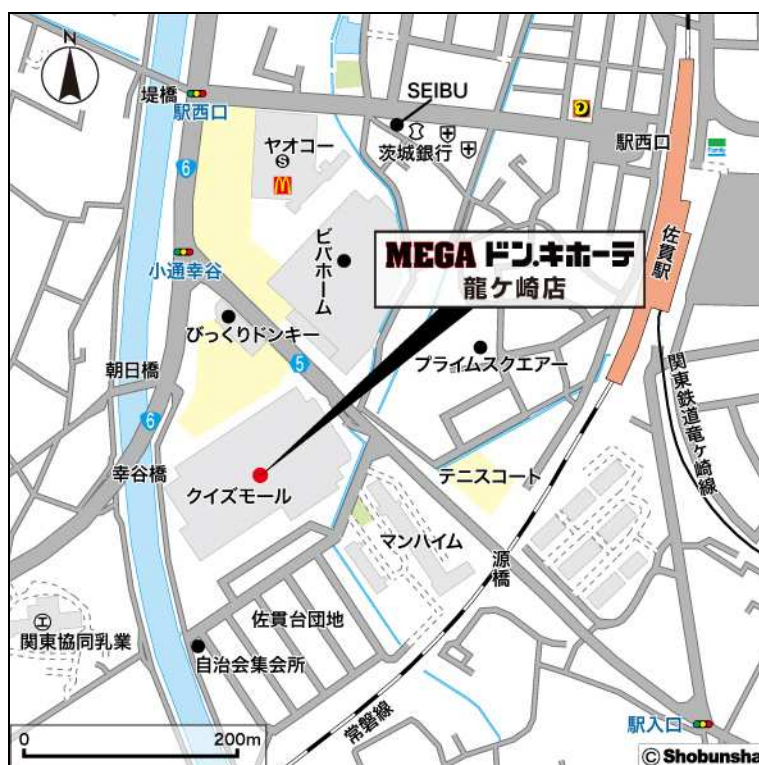 N
堤橋
駅西口
6
ヤオコー
S
M
SEIBU
茨城銀行
駅西口
Family
佐貫駅
小通幸谷
ビバホーム
MEGA ドン.キホーテ
龍ケ崎店
びっくりドンキー
5
プライムスクエアー
朝日橋
6
幸谷橋
クイズモール
テニスコート
関東鉄道竜ヶ崎線
マンハイム
源橋
佐貫台団地
関東協同乳業
自治会集会所
常磐線
駅入口
0 200m
© Shobunsha